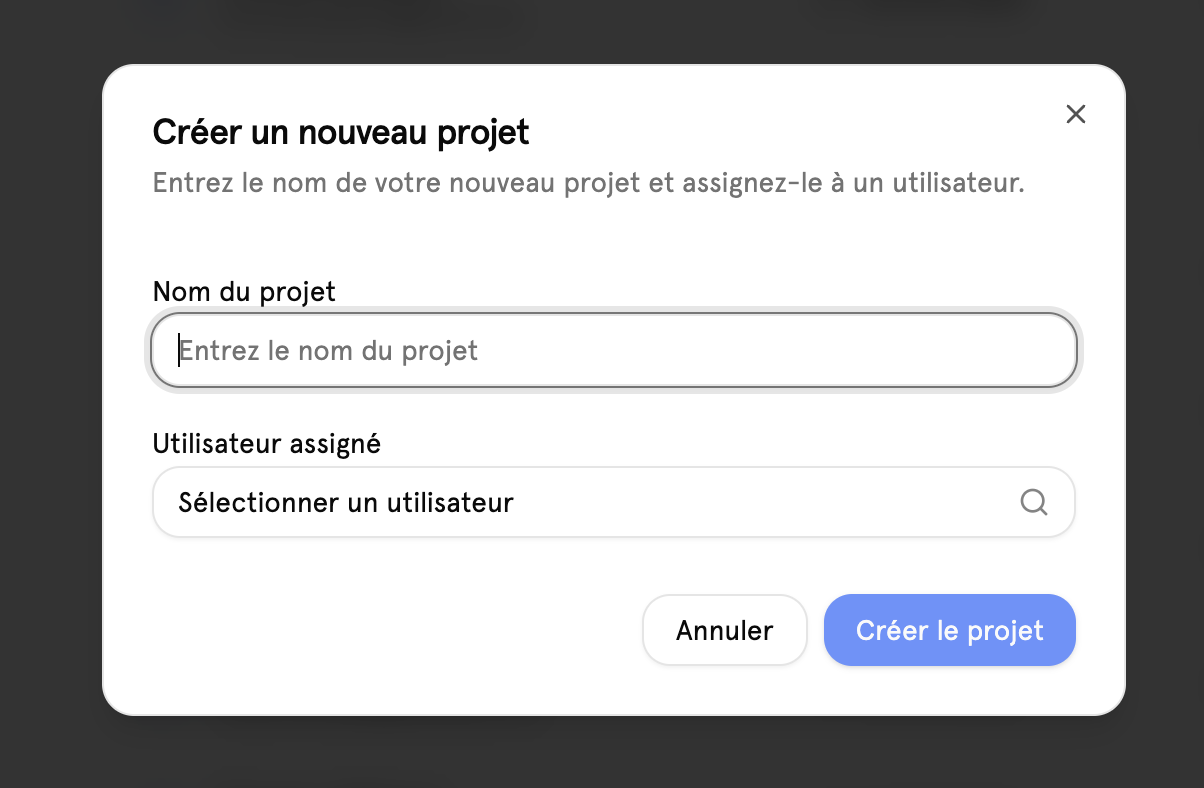 Créer un nouveau projet
Entrez le nom de votre nouveau projet et assignez-le à un utilisateur.
Nom du projet
Entrez le nom du projet
Utilisateur assigné
Sélectionner un utilisateur
Annuler
Créer le projet